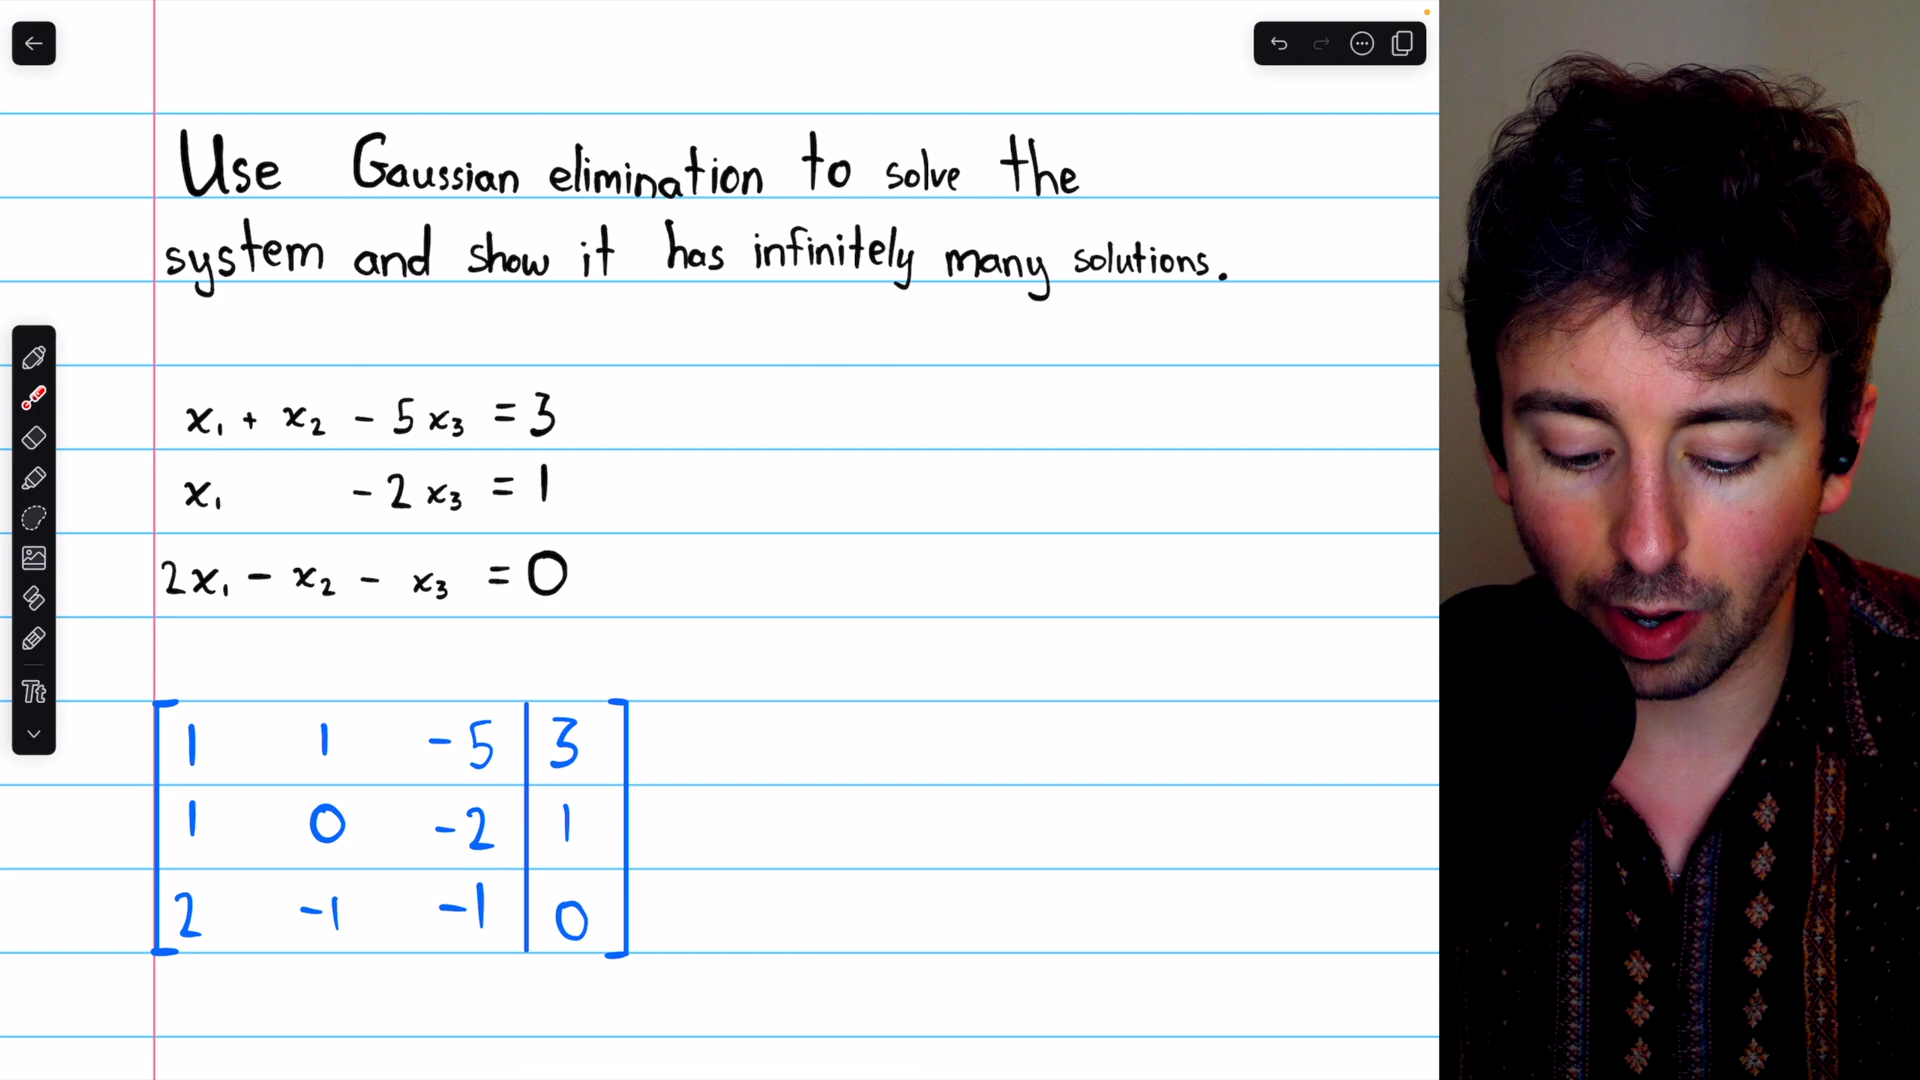 Use Gaussian elimination to solve the
system and show it has infinitely many solutions.
x₁ + x₂ - 5x₃ = 3
x₁ - 2x₃ = 1
2x₁ - x₂ - x₃ = 0
1 1 -5 | 3
1 0 -2 | 1
2 -1 -1 | 0
Tt